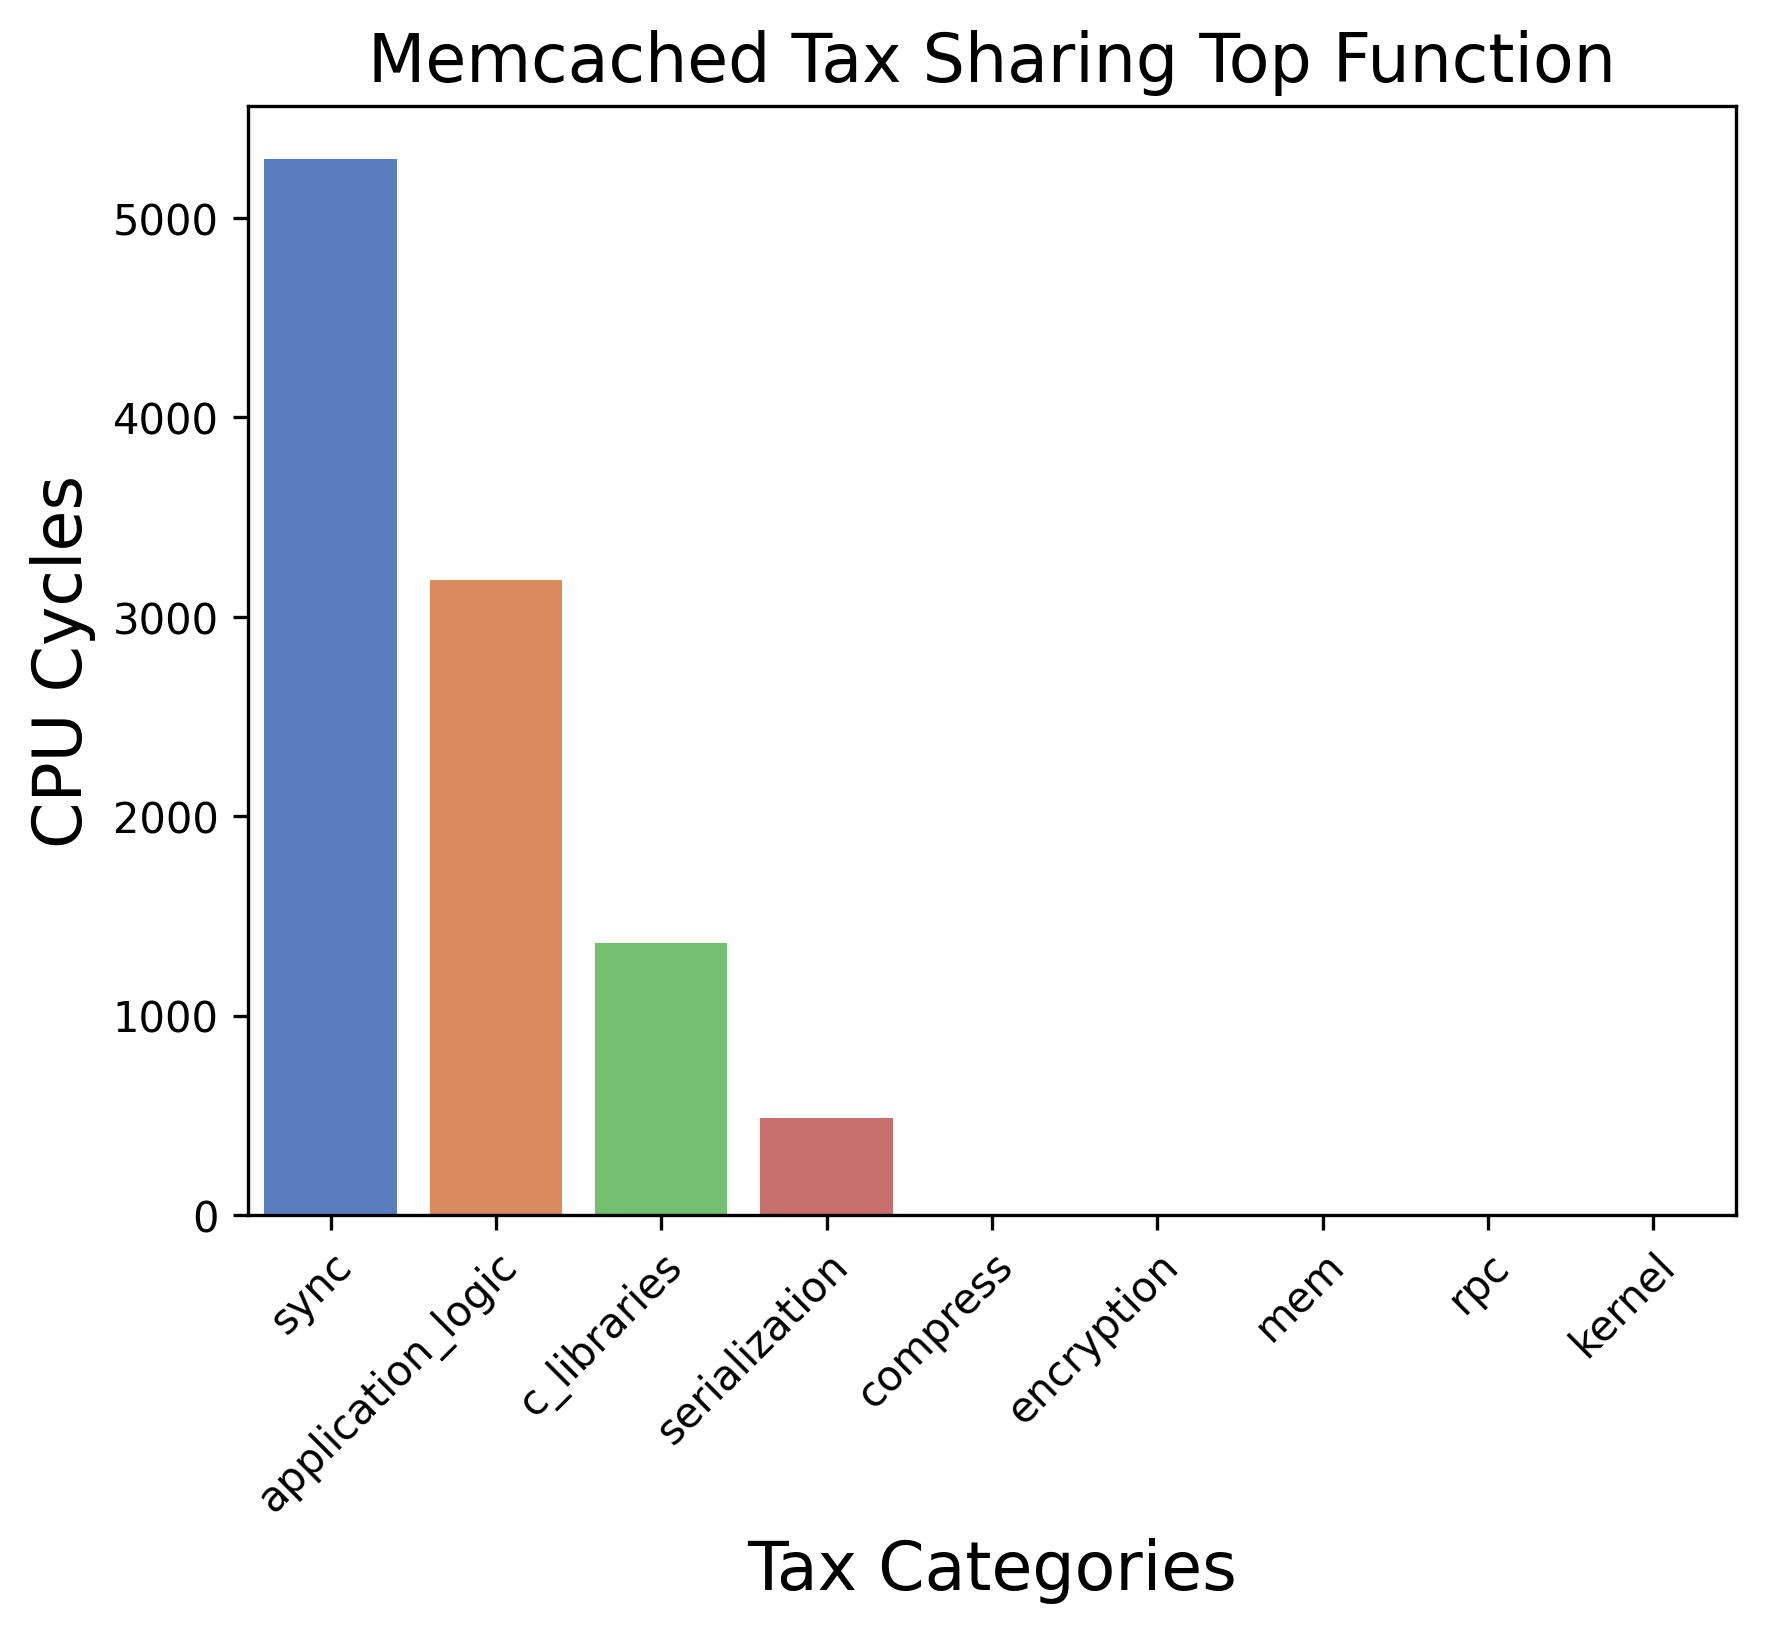 Memcached Tax Sharing Top Function
CPU Cycles
5000
4000
3000
2000
1000
0
sync
application_logic
c_libraries
serialization
compress
encryption
mem
rpc
kernel
Tax Categories